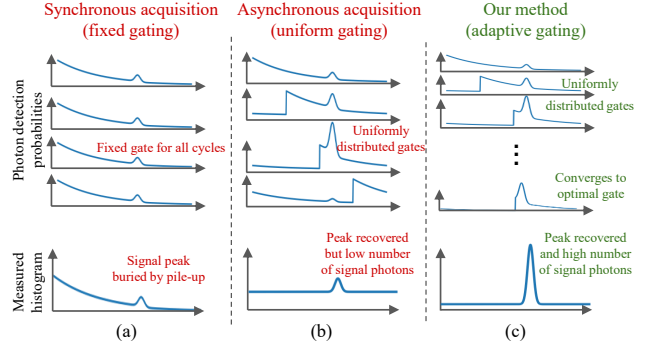 Synchronous acquisition
(fixed gating)
Asynchronous acquisition
(uniform gating)
Our method
(adaptive gating)
Photon detection
probabilities
Fixed gate for all cycles
Uniformly
distributed gates
Uniformly
distributed gates
Converges to
optimal gate
Measured
histogram
Signal peak
buried by pile-up
Peak recovered
but low number
of signal photons
Peak recovered
and high number
of signal photons
(a)
(b)
(c)